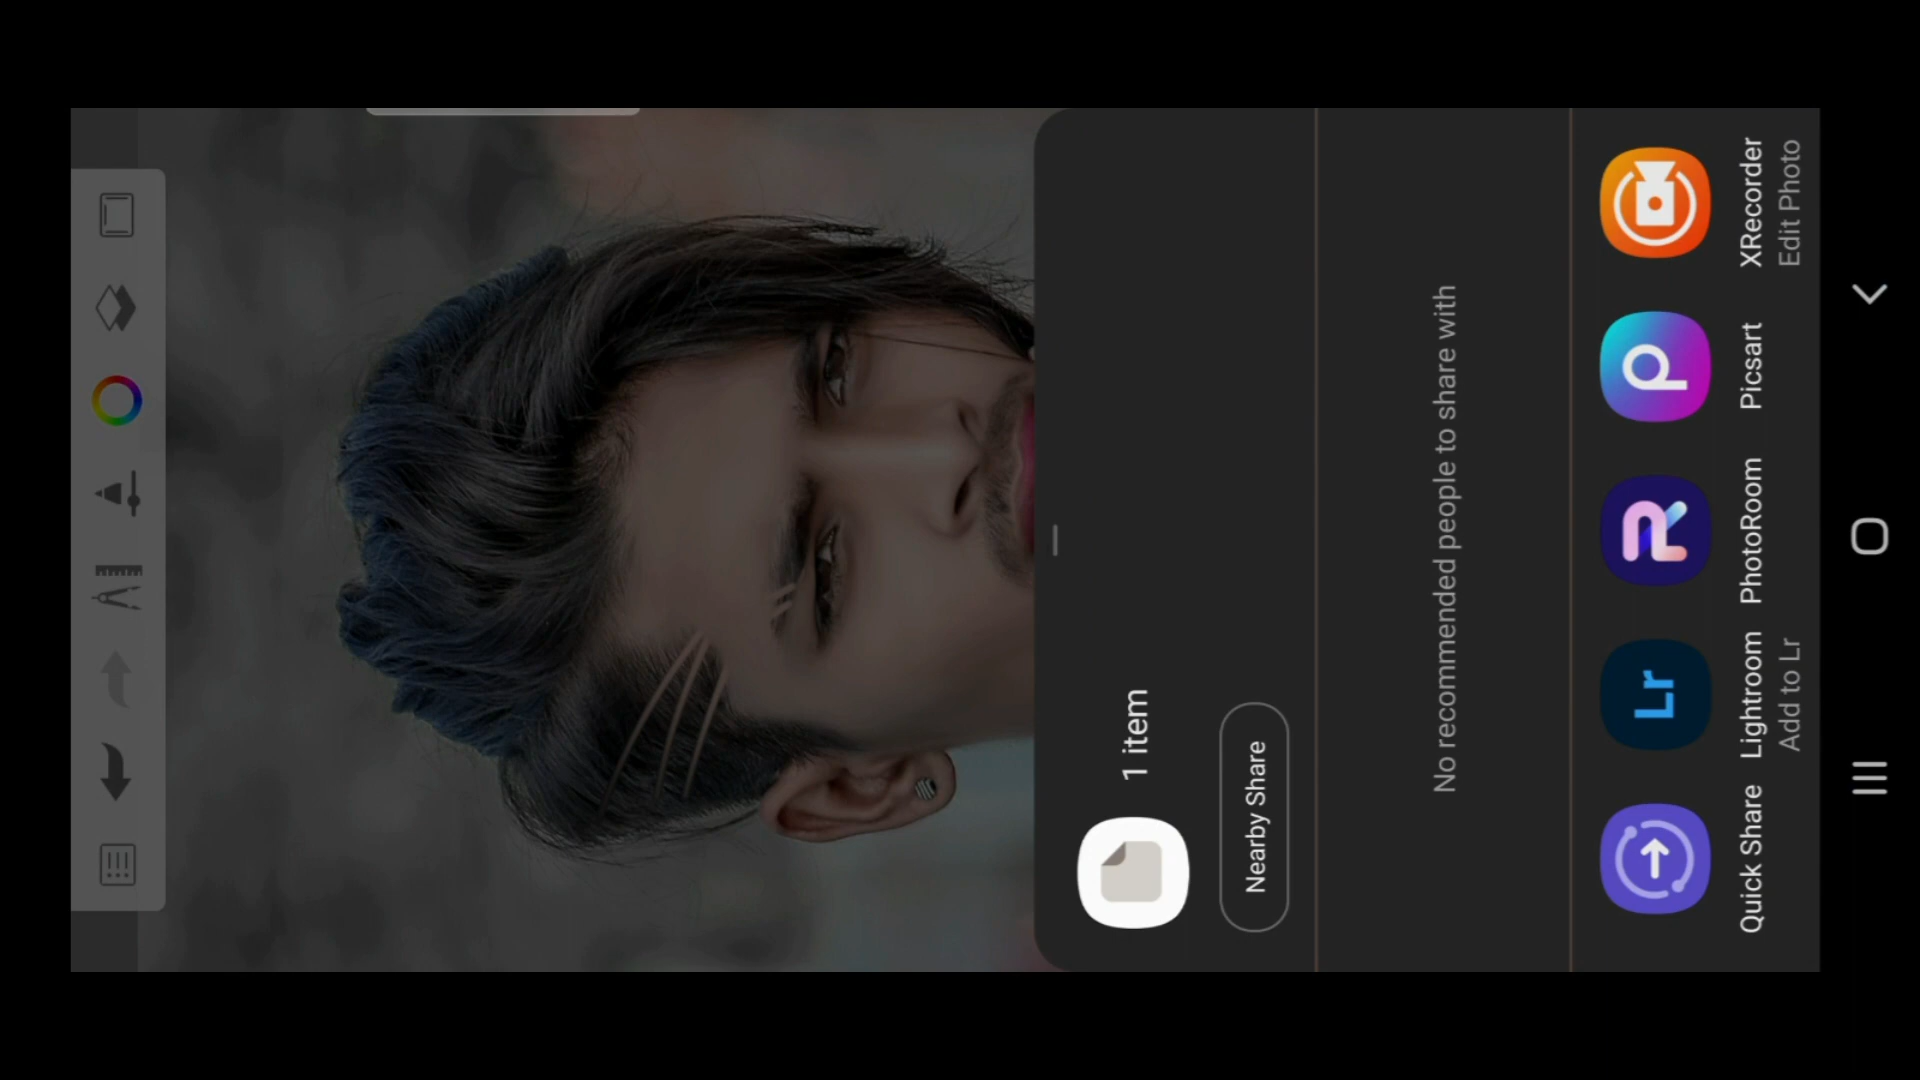 1 item
Nearby Share
No recommended people to share with
Quick Share
Lightroom
Add to Lr
PhotoRoom
Picsart
XRecorder
Edit Photo
Lr